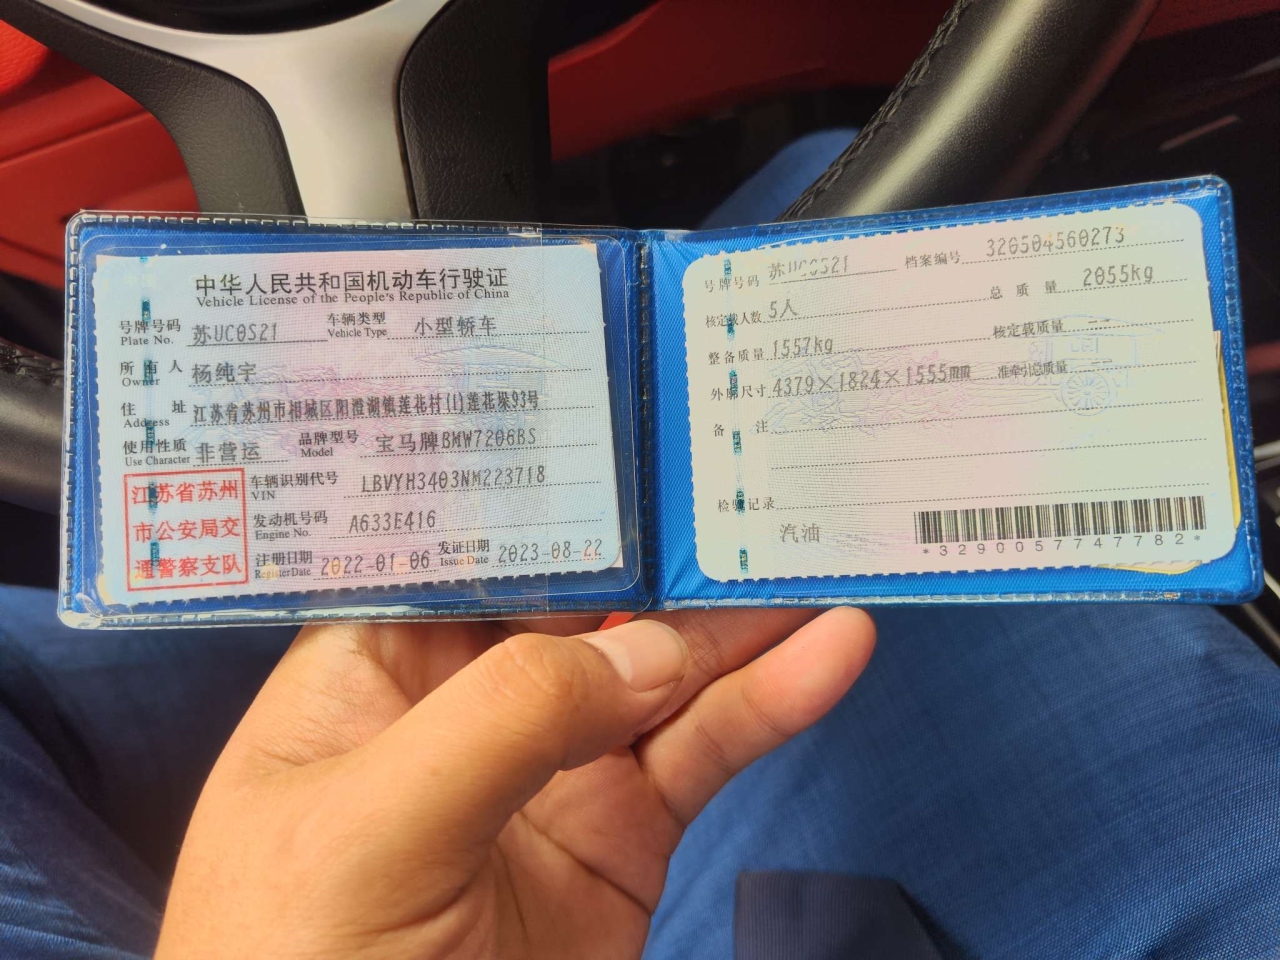 中华人民共和国机动车行驶证
Vehicle License of the People's Republic of China
号牌号码 苏UC0S21 车辆类型 小型轿车
Plate No. Vehicle Type
所有人 杨纯宇
Owner
住址 江苏省苏州市相城区阳澄湖镇莲花村(1)莲花垛93号
Address
使用性质 非营运 品牌型号 宝马牌BMW7206BS
Use Character Model
江苏省苏州
市公安局交
通警察支队
车辆识别代号 LBVYH3403NM223718
VIN
发动机号码 A633E416
Engine No.
注册日期 2022-01-06 发证日期 2023-08-22
Register Date Issue Date
号牌号码 苏UC0S21 档案编号 320504560273
核定载人数 5人 总质量 2055kg
整备质量 1557kg 核定载质量
外廓尺寸 4379×1824×1555mm 准牵引总质量
备注
检验记录
汽油
*3290057747782*